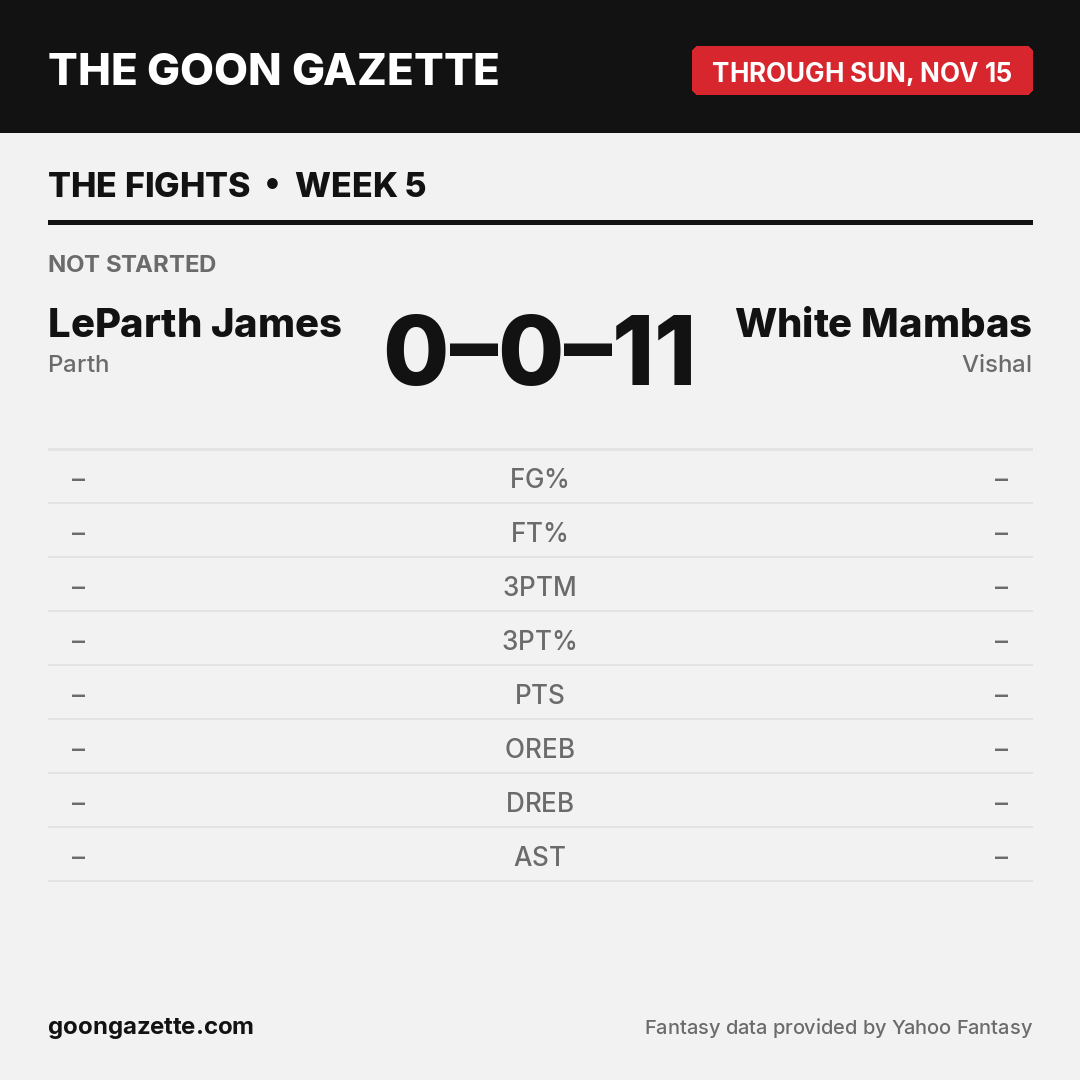 THE GOON GAZETTE
THROUGH SUN, NOV 15
THE FIGHTS • WEEK 5
NOT STARTED
LeParth James 0–0–11 White Mambas
Parth Vishal
– FG% –
– FT% –
– 3PTM –
– 3PT% –
– PTS –
– OREB –
– DREB –
– AST –
goongazette.com Fantasy data provided by Yahoo Fantasy